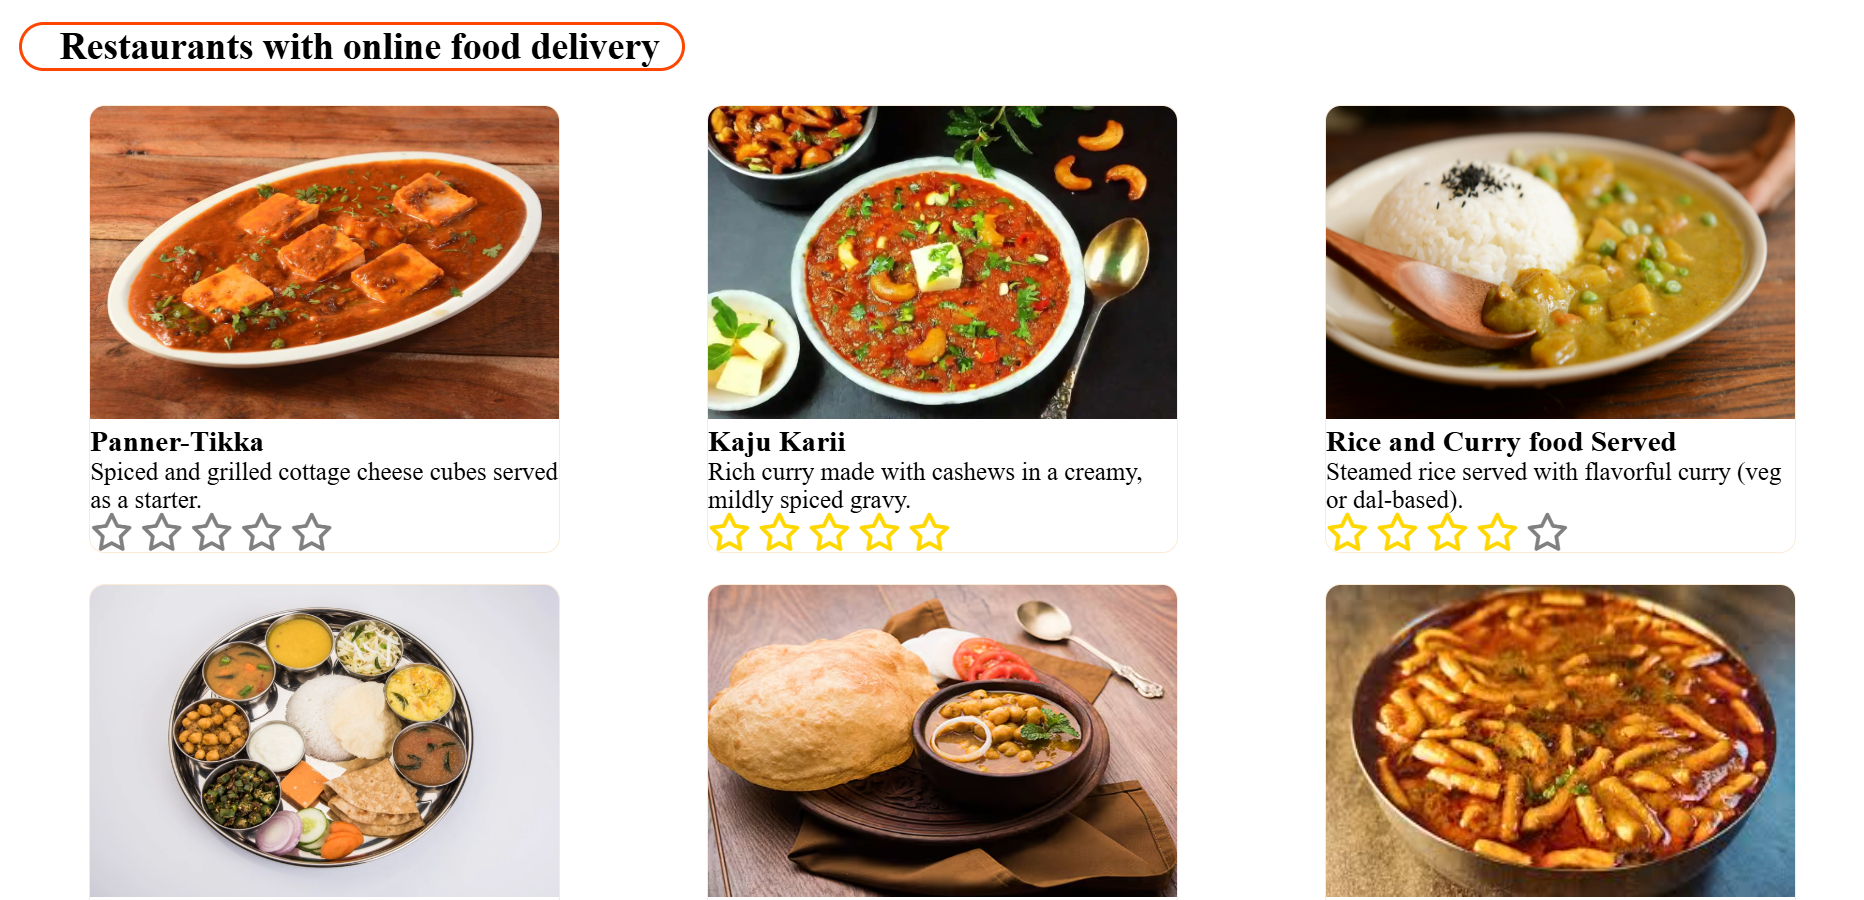 Restaurants with online food delivery
Panner-Tikka
Spiced and grilled cottage cheese cubes served
as a starter.
Kaju Karii
Rich curry made with cashews in a creamy,
mildly spiced gravy.
Rice and Curry food Served
Steamed rice served with flavorful curry (veg
or dal-based).